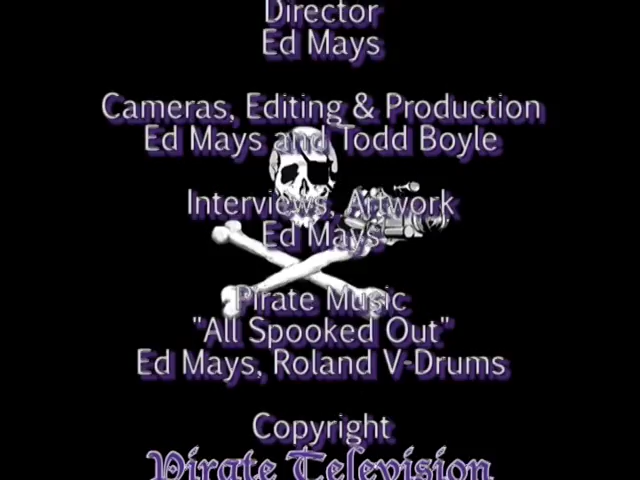 Director
Ed Mays
Cameras, Editing & Production
Ed Mays and Todd Boyle
Interviews, Artwork
Ed Mays
Pirate Music
"All Spooked Out"
Ed Mays, Roland V-Drums
Copyright
Pirate Television